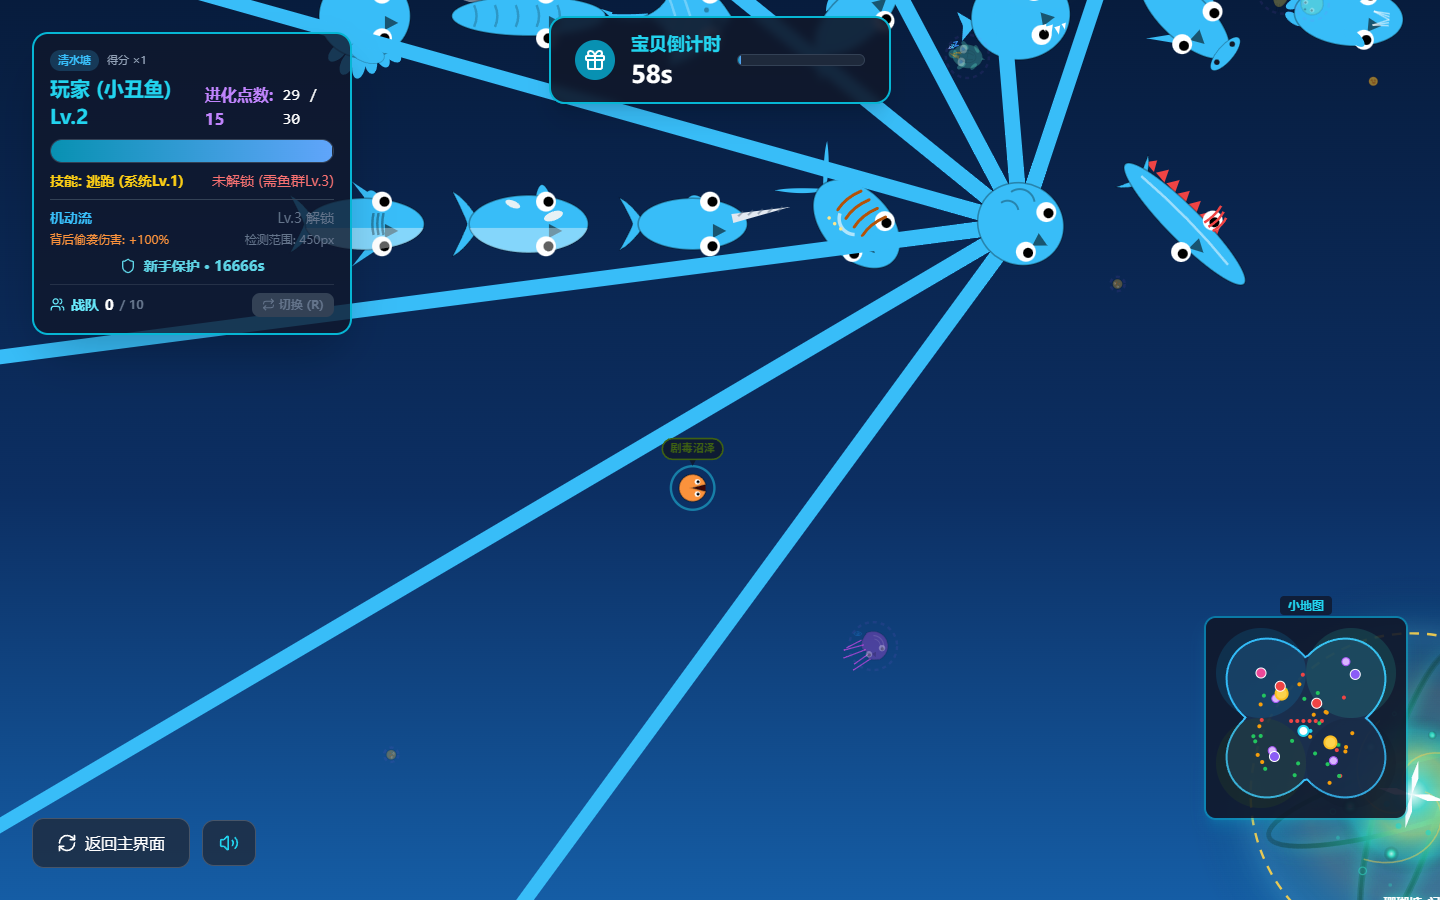 清水塘 得分 ×1
玩家 (小丑鱼) Lv.2
进化点数: 15
29 / 30
技能: 逃跑 (系统Lv.1) 未解锁 (需鱼群Lv.3)
机动流 Lv.3 解锁
背后偷袭伤害: +100% 检测范围: 450px
新手保护 • 16666s
战队 0 / 10 切换 (R)
宝贝倒计时
58s
剧毒沼泽
小地图
返回主界面